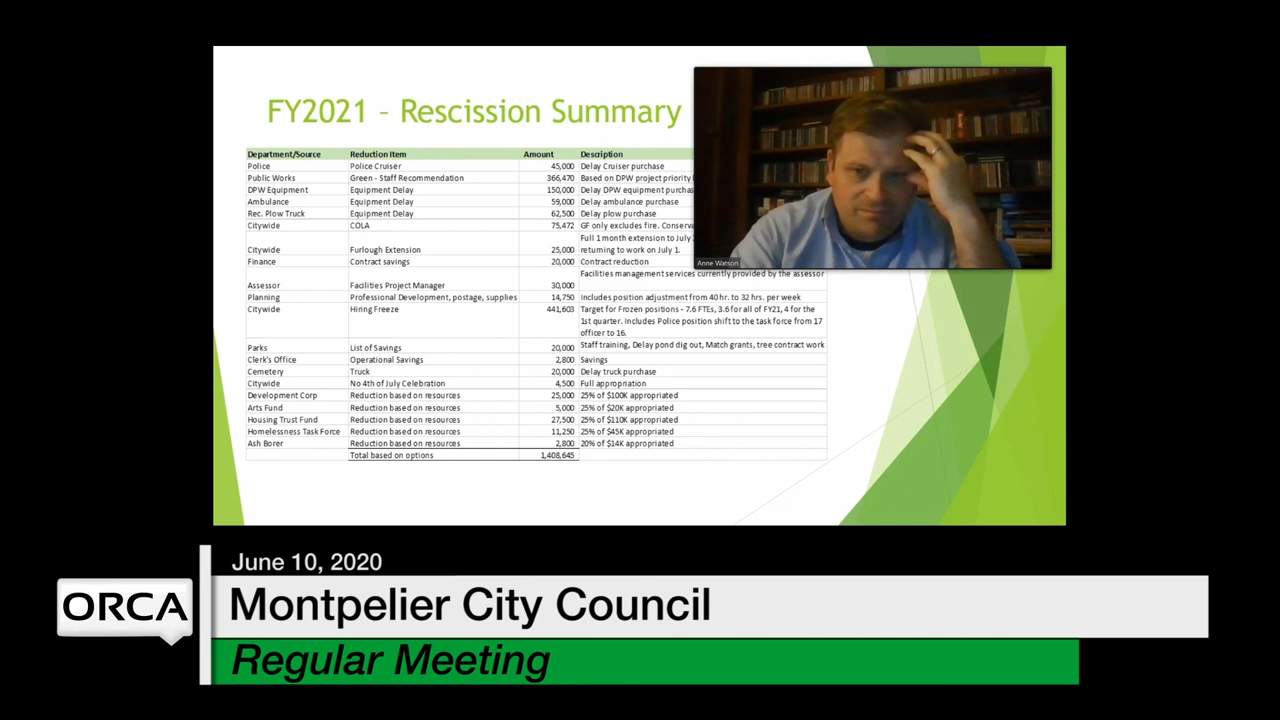 FY2021 – Rescission Summary
Department/Source Reduction Item Amount Description
Police Police Cruiser 45,000 Delay Cruiser purchase
Public Works Green - Staff Recommendation 366,470 Based on DPW project priority
DPW Equipment Equipment Delay 150,000 Delay DPW equipment purchas
Ambulance Equipment Delay 59,000 Delay ambulance purchase
Rec. Plow Truck Equipment Delay 62,500 Delay plow purchase
Citywide COLA 75,472 GF only excludes fire. Conserva
Full 1 month extension to July
Citywide Furlough Extension 25,000 returning to work on July 1.
Finance Contract savings 20,000 Contract reduction
Facilities management services currently provided by the assessor
Assessor Facilities Project Manager 30,000
Planning Professional Development, postage, supplies 14,750 Includes position adjustment from 40 hr. to 32 hrs. per week
Citywide Hiring Freeze 441,603 Target for Frozen positions - 7.6 FTEs, 3.6 for all of FY21, 4 for the
1st quarter. Includes Police position shift to the task force from 17
officer to 16.
Parks List of Savings 20,000 Staff training, Delay pond dig out, Match grants, tree contract work
Clerk's Office Operational Savings 2,800 Savings
Cemetery Truck 20,000 Delay truck purchase
Citywide No 4th of July Celebration 4,500 Full appropriation
Development Corp Reduction based on resources 25,000 25% of $100K appropriated
Arts Fund Reduction based on resources 5,000 25% of $20K appropriated
Housing Trust Fund Reduction based on resources 27,500 25% of $110K appropriated
Homelessness Task Force Reduction based on resources 11,250 25% of $45K appropriated
Ash Borer Reduction based on resources 2,800 20% of $14K appropriated
Total based on options 1,408,645
Anne Watson
June 10, 2020
ORCA
Montpelier City Council
Regular Meeting